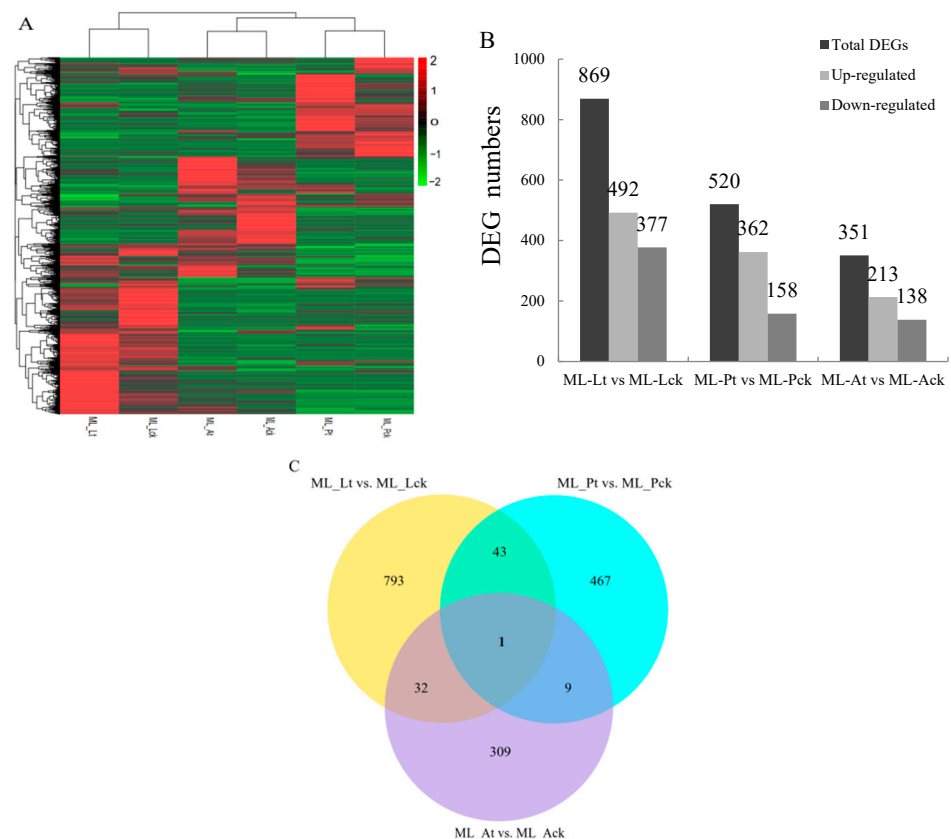 A
2
1
0
−1
−2
ML_Lt
ML_Lck
ML_At
ML_Ack
ML_Pt
ML_Pck
B
Total DEGs
Up-regulated
Down-regulated
DEG numbers
1000
800
600
400
200
0
869
492
377
520
362
158
351
213
138
ML-Lt vs ML-Lck
ML-Pt vs ML-Pck
ML-At vs ML-Ack
C
ML_Lt vs. ML_Lck
ML_Pt vs. ML_Pck
43
793
467
1
32
9
309
ML_At vs. ML_Ack